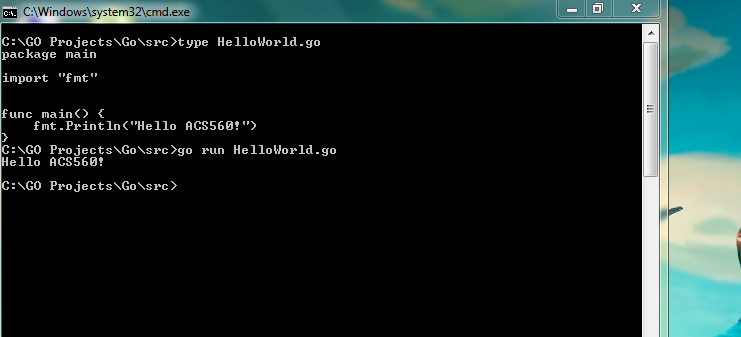 C:\Windows\system32\cmd.exe
C:\GO Projects\Go\src>type HelloWorld.go
package main
import "fmt"
func main() {
    fmt.Println("Hello ACS560!")
}
C:\GO Projects\Go\src>go run HelloWorld.go
Hello ACS560!
C:\GO Projects\Go\src>